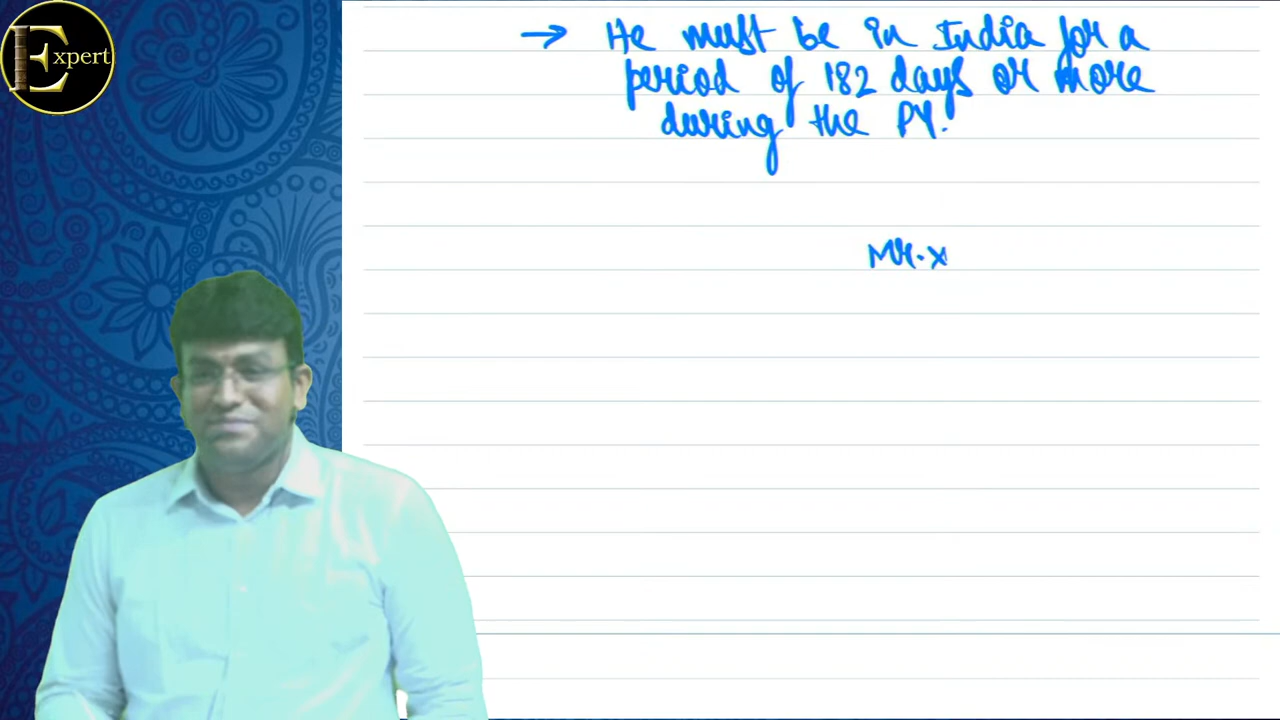 Expert
→ He must be in India for a
period of 182 days or more
during the PY.
Mr. X